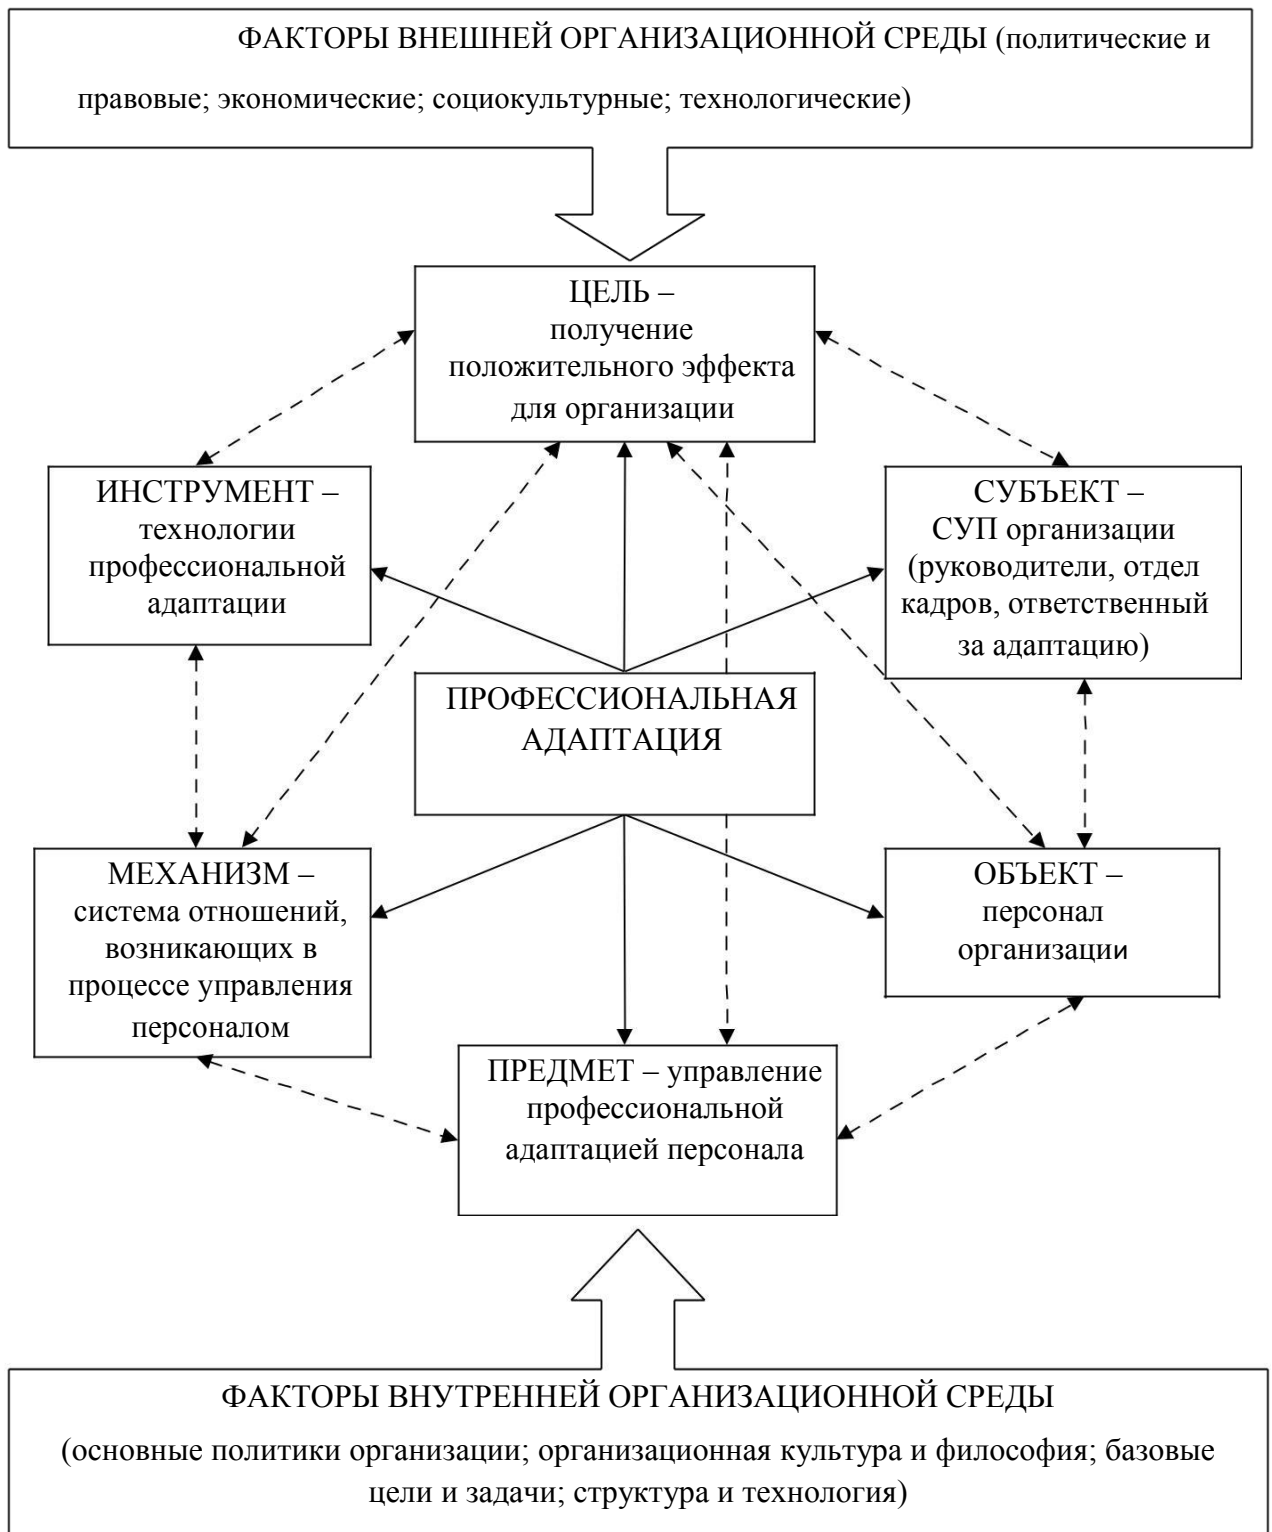 ФАКТОРЫ ВНЕШНЕЙ ОРГАНИЗАЦИОННОЙ СРЕДЫ (политические и
правовые; экономические; социокультурные; технологические)
ЦЕЛЬ –
получение
положительного эффекта
для организации
ИНСТРУМЕНТ –
технологии
профессиональной
адаптации
СУБЪЕКТ –
СУП организации
(руководители, отдел
кадров, ответственный
за адаптацию)
ПРОФЕССИОНАЛЬНАЯ
АДАПТАЦИЯ
МЕХАНИЗМ –
система отношений,
возникающих в
процессе управления
персоналом
ОБЪЕКТ –
персонал
организации
ПРЕДМЕТ – управление
профессиональной
адаптацией персонала
ФАКТОРЫ ВНУТРЕННЕЙ ОРГАНИЗАЦИОННОЙ СРЕДЫ
(основные политики организации; организационная культура и философия; базовые
цели и задачи; структура и технология)